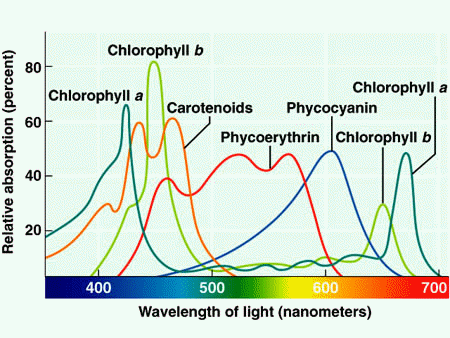 Chlorophyll b
Chlorophyll a
Chlorophyll a
Carotenoids
Phycocyanin
Phycoerythrin
Chlorophyll b
Relative absorption (percent)
80
60
40
20
400
500
600
700
Wavelength of light (nanometers)